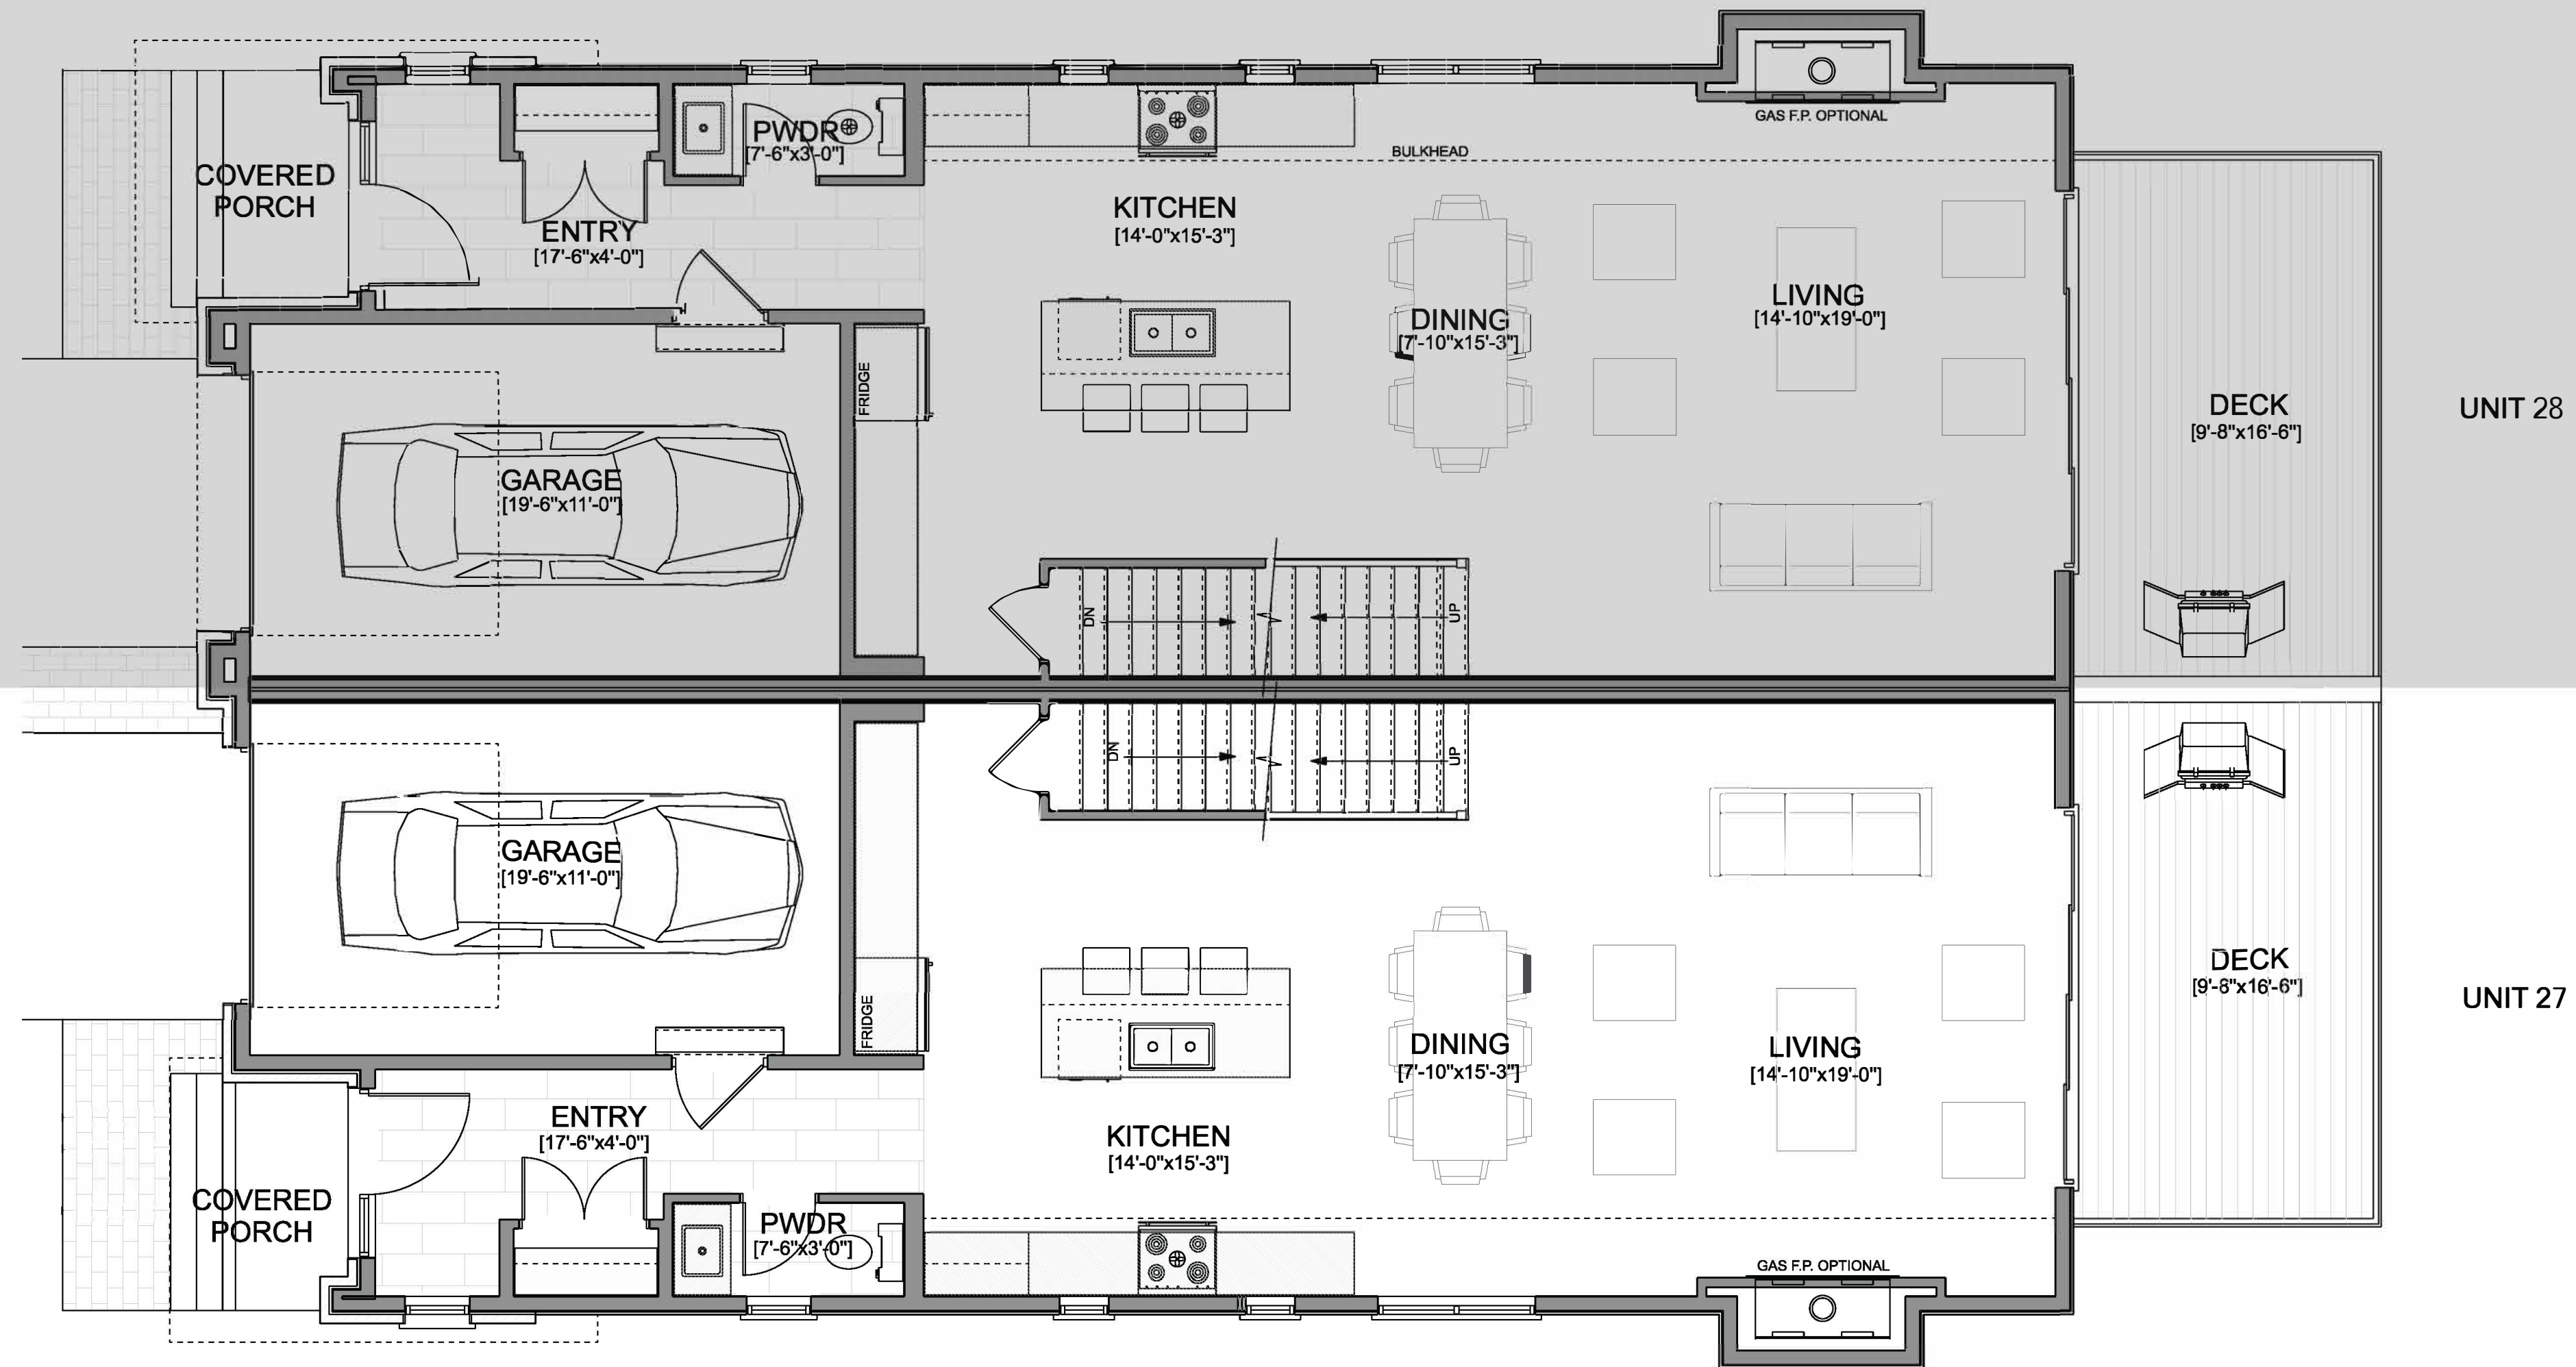 GAS F.P. OPTIONAL
PWDR
[7'-6"x3'-0"]
BULKHEAD
COVERED
PORCH
ENTRY
[17'-6"x4'-0"]
KITCHEN
[14'-0"x15'-3"]
DINING
[7'-10"x15'-3"]
LIVING
[14'-10"x19'-0"]
FRIDGE
DECK
[9'-8"x16'-6"]
UNIT 28
GARAGE
[19'-6"x11'-0"]
DN
UP
DN
UP
GARAGE
[19'-6"x11'-0"]
DECK
[9'-8"x16'-6"]
UNIT 27
FRIDGE
DINING
[7'-10"x15'-3"]
LIVING
[14'-10"x19'-0"]
ENTRY
[17'-6"x4'-0"]
KITCHEN
[14'-0"x15'-3"]
COVERED
PORCH
PWDR
[7'-6"x3'-0"]
GAS F.P. OPTIONAL